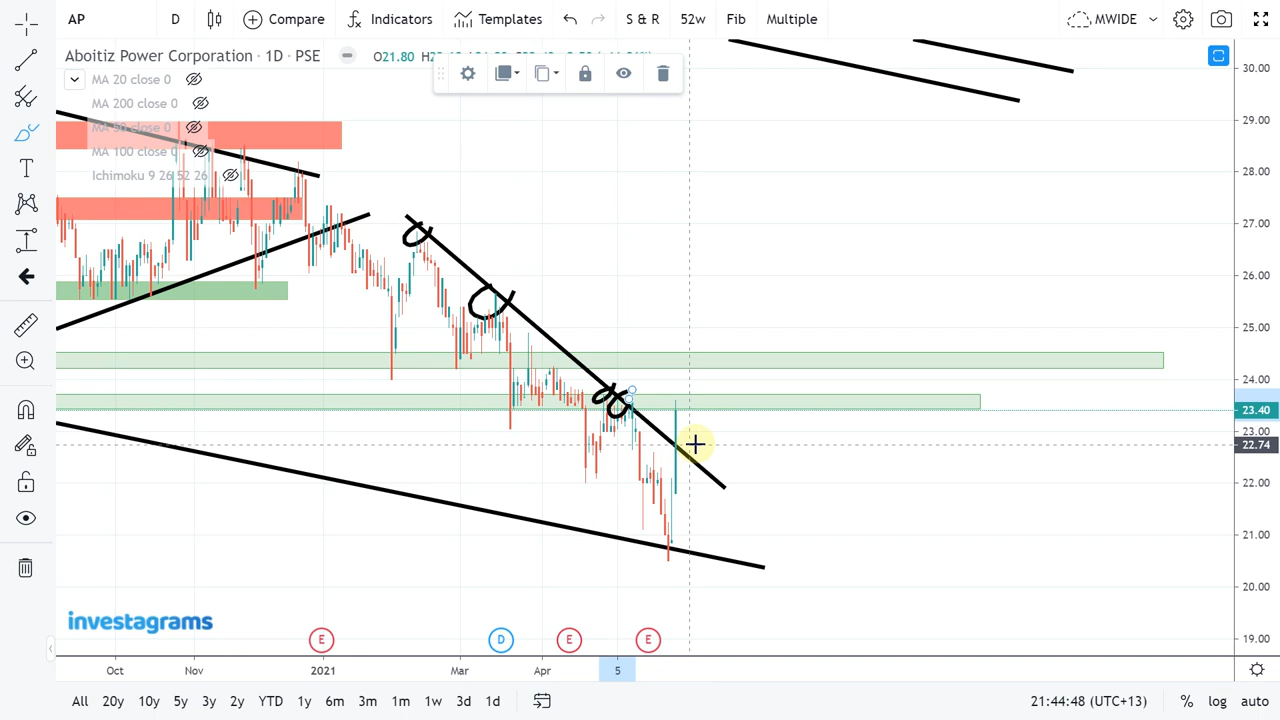 AP D Compare Indicators Templates S & R 52w Fib Multiple MWIDE
Aboitiz Power Corporation · 1D · PSE O21.80
MA 20 close 0
MA 200 close 0
MA 50 close 0
MA 100 close 0
Ichimoku 9 26 52 26
30.00
29.00
28.00
27.00
26.00
25.00
24.00
23.40
23.00
22.74
22.00
21.00
20.00
19.00
investagrams
E D E E
Oct Nov 2021 Mar Apr 5
All 20y 10y 5y 3y 2y YTD 1y 6m 3m 1m 1w 3d 1d 21:44:48 (UTC+13) % log auto